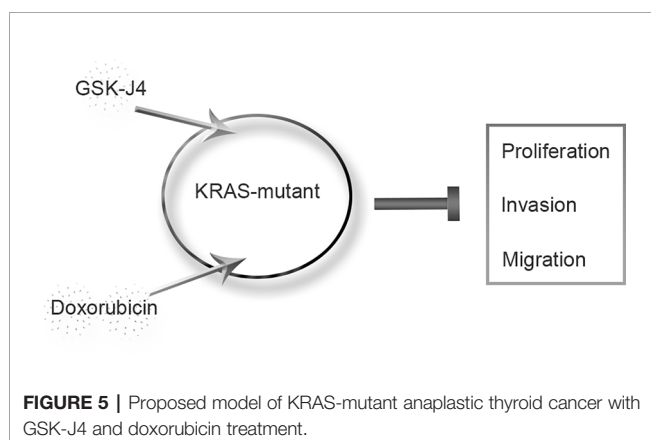 GSK-J4
KRAS-mutant
Doxorubicin
Proliferation
Invasion
Migration
FIGURE 5 | Proposed model of KRAS-mutant anaplastic thyroid cancer with
GSK-J4 and doxorubicin treatment.